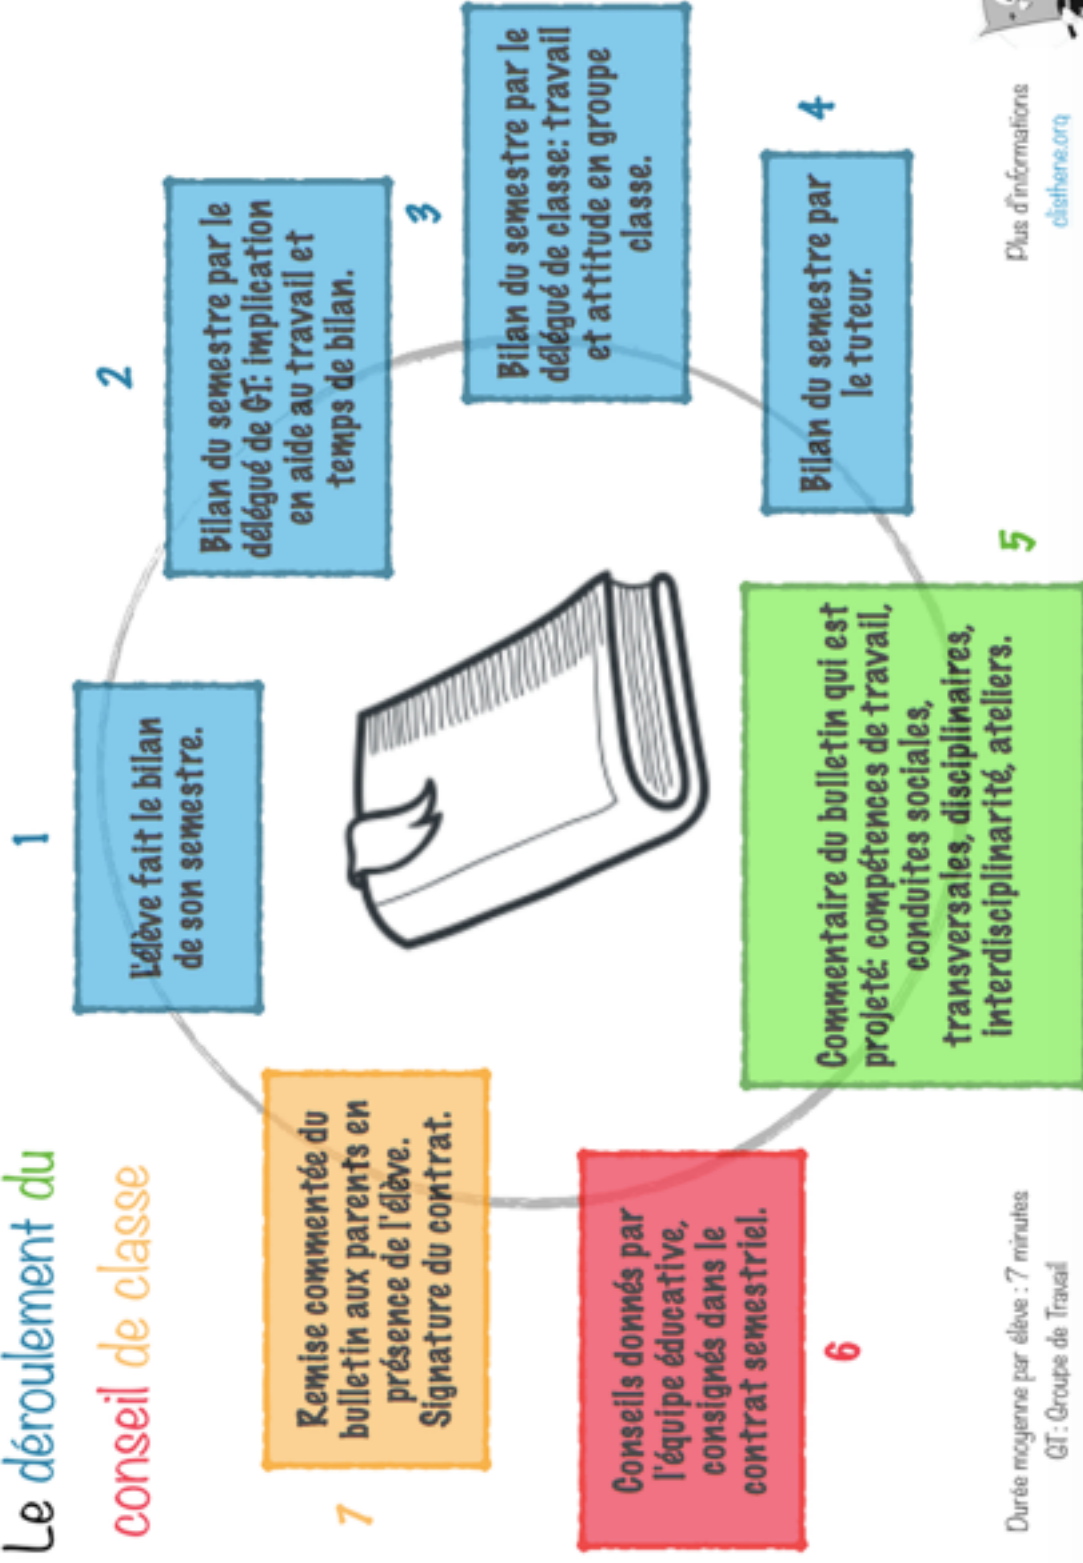 Le déroulement du
conseil de classe
1
L'élève fait le bilan
de son semestre.
2
Bilan du semestre par le
délégué de GT: implication
en aide au travail et
temps de bilan.
3
Bilan du semestre par le
délégué de classe: travail
et attitude en groupe
classe.
4
Bilan du semestre par
le tuteur.
5
Commentaire du bulletin qui est
projeté: compétences de travail,
conduites sociales,
transversales, disciplinaires,
interdisciplinarité, ateliers.
6
Conseils donnés par
l'équipe éducative,
consignés dans le
contrat semestriel.
7
Remise commentée du
bulletin aux parents en
présence de l'élève.
Signature du contrat.
Durée moyenne par élève : 7 minutes
GT: Groupe de Travail
Plus d'informations
clisthene.org